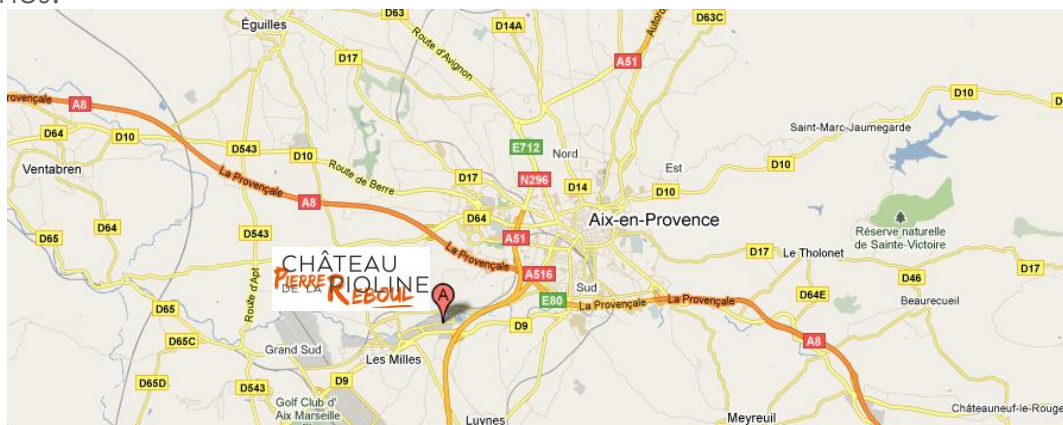 Éguilles
D63
D14A
D63C
Route d'Avignon
D17
A51
A8
D10
Saint-Marc-Jaumegarde
D64
D10
D543
D10
E712
Nord
Est
D10
Ventabren
La Provençale
Route de Berre
D17
N296
D14
D10
A8
D64
Aix-en-Provence
Réserve naturelle
de Sainte-Victoire
D65
D543
A51
La Provençale
D17
Le Tholonet
D17
CHÂTEAU
DE LA PIOLINE
PIERRE
REBOUL
A
A516
Sud
D46
Route d'Apt
E80
La Provençale
La Provençale
D64E
Beaurecueil
D65
D9
D65C
Grand Sud
Les Milles
A8
D65D
D543
D9
Golf Club d'
Aix Marseille
Luynes
Meyreuil
Châteauneuf-le-Rouge